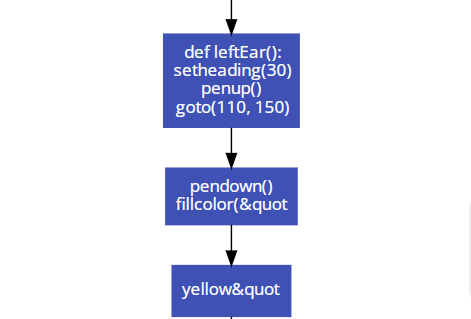 def leftEar():
setheading(30)
penup()
goto(110, 150)
pendown()
fillcolor(&quot
yellow&quot